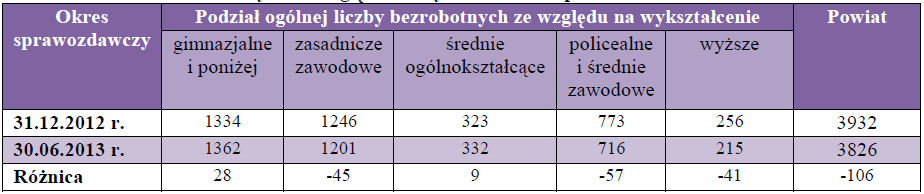 Okres sprawozdawczy Podział ogólnej liczby bezrobotnych ze względu na wykształcenie Powiat
gimnazjalne i poniżej zasadnicze zawodowe średnie ogólnokształcące policealne i średnie zawodowe wyższe
31.12.2012 r. 1334 1246 323 773 256 3932
30.06.2013 r. 1362 1201 332 716 215 3826
Różnica 28 -45 9 -57 -41 -106